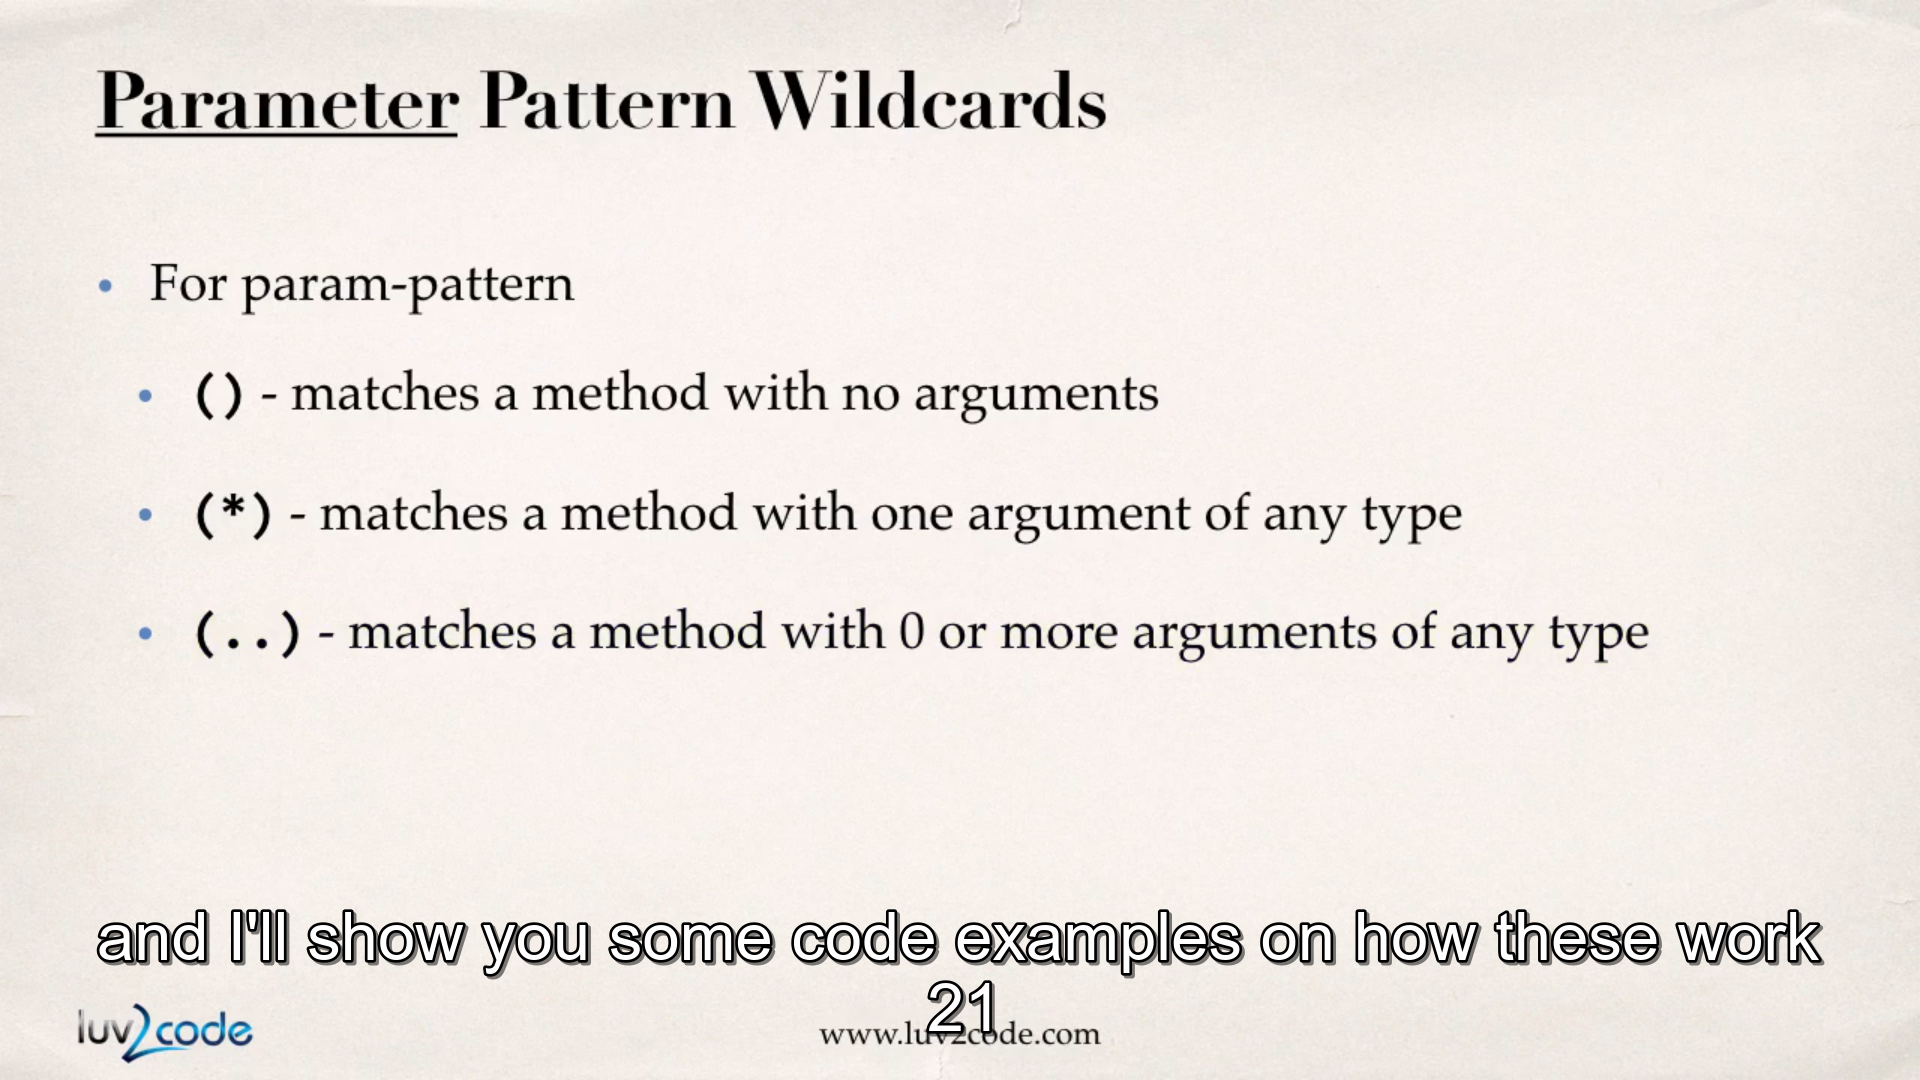 Parameter Pattern Wildcards
• For param-pattern
• () - matches a method with no arguments
• (*) - matches a method with one argument of any type
• (..) - matches a method with 0 or more arguments of any type
and I'll show you some code examples on how these work
21
luv2code
www.luv2code.com